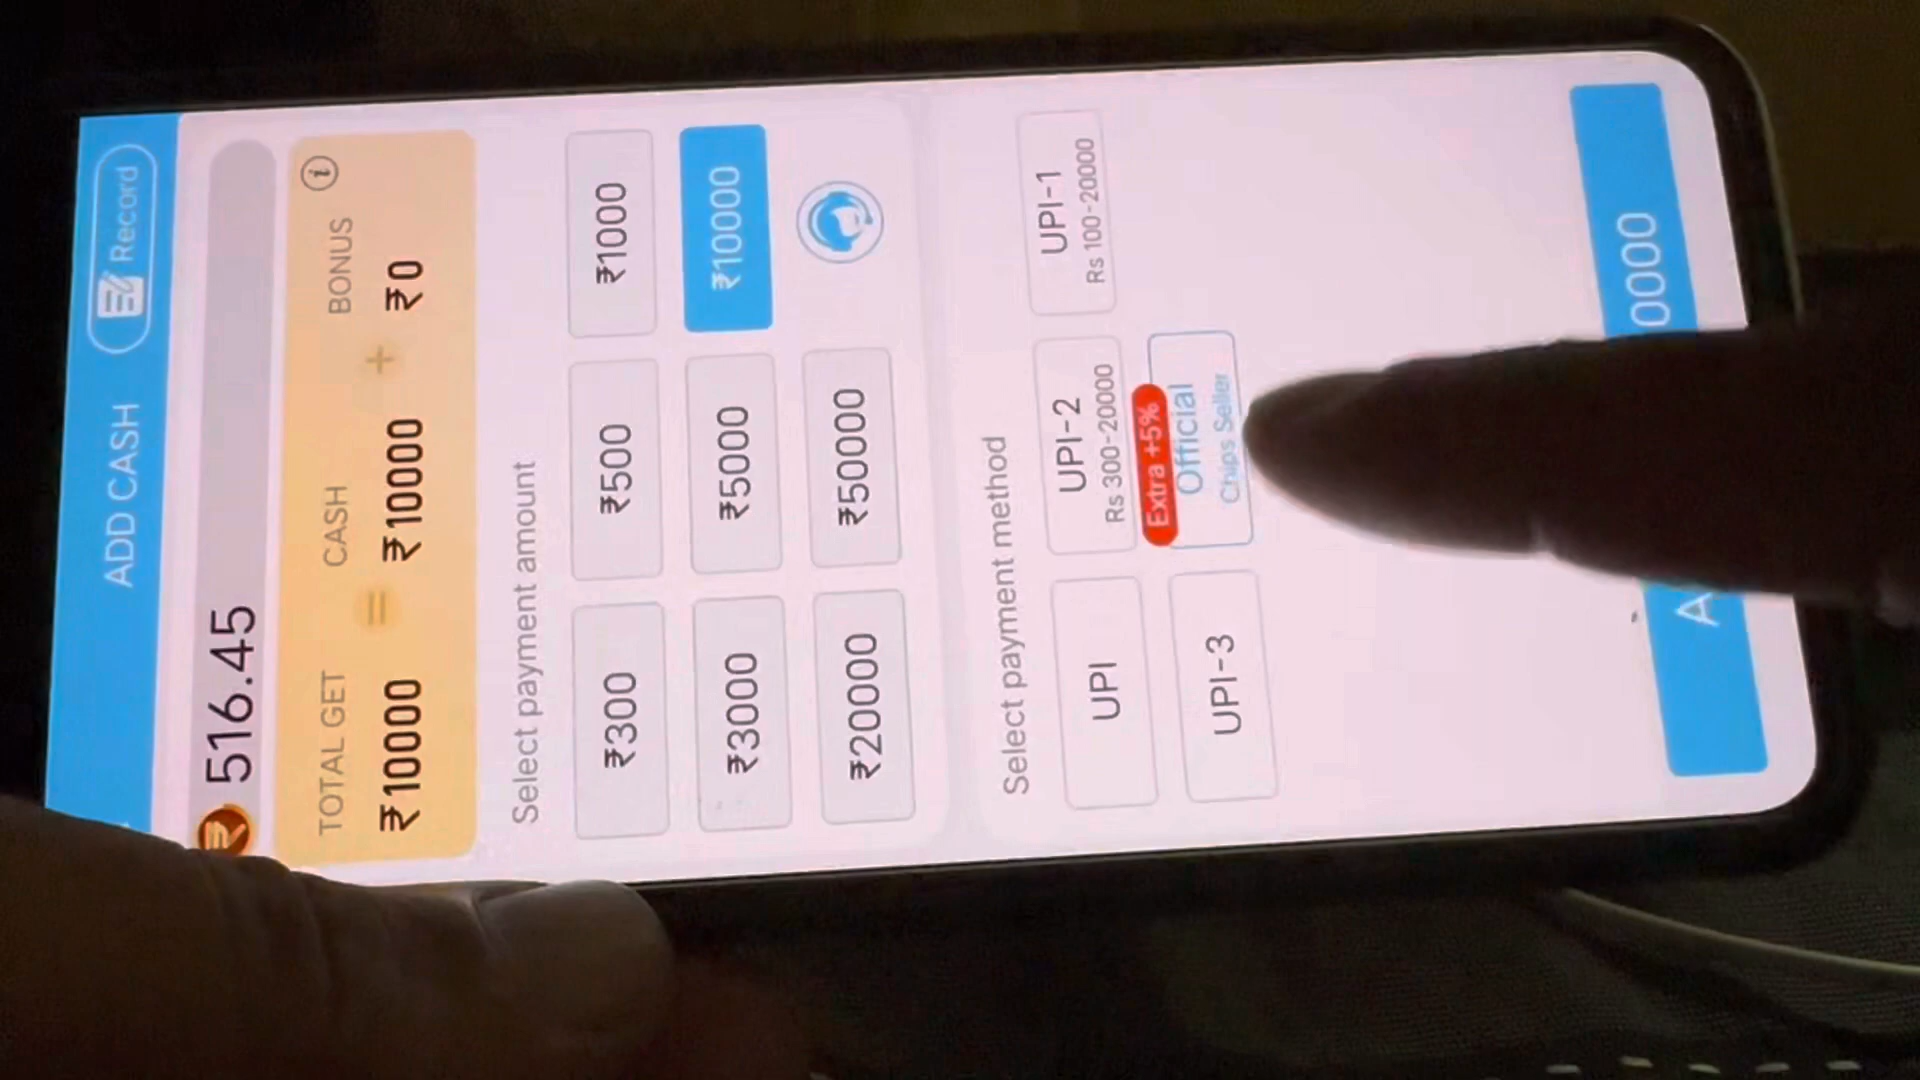 ADD CASH
Record
516.45
TOTAL GET
CASH
BONUS
₹10000 = ₹10000 + ₹0
Select payment amount
₹300
₹500
₹1000
₹3000
₹5000
₹10000
₹20000
₹50000
Select payment method
UPI
UPI-2
Rs 300-20000
UPI-1
Rs 100-20000
UPI-3
Extra +5%
Official
Chips Seller